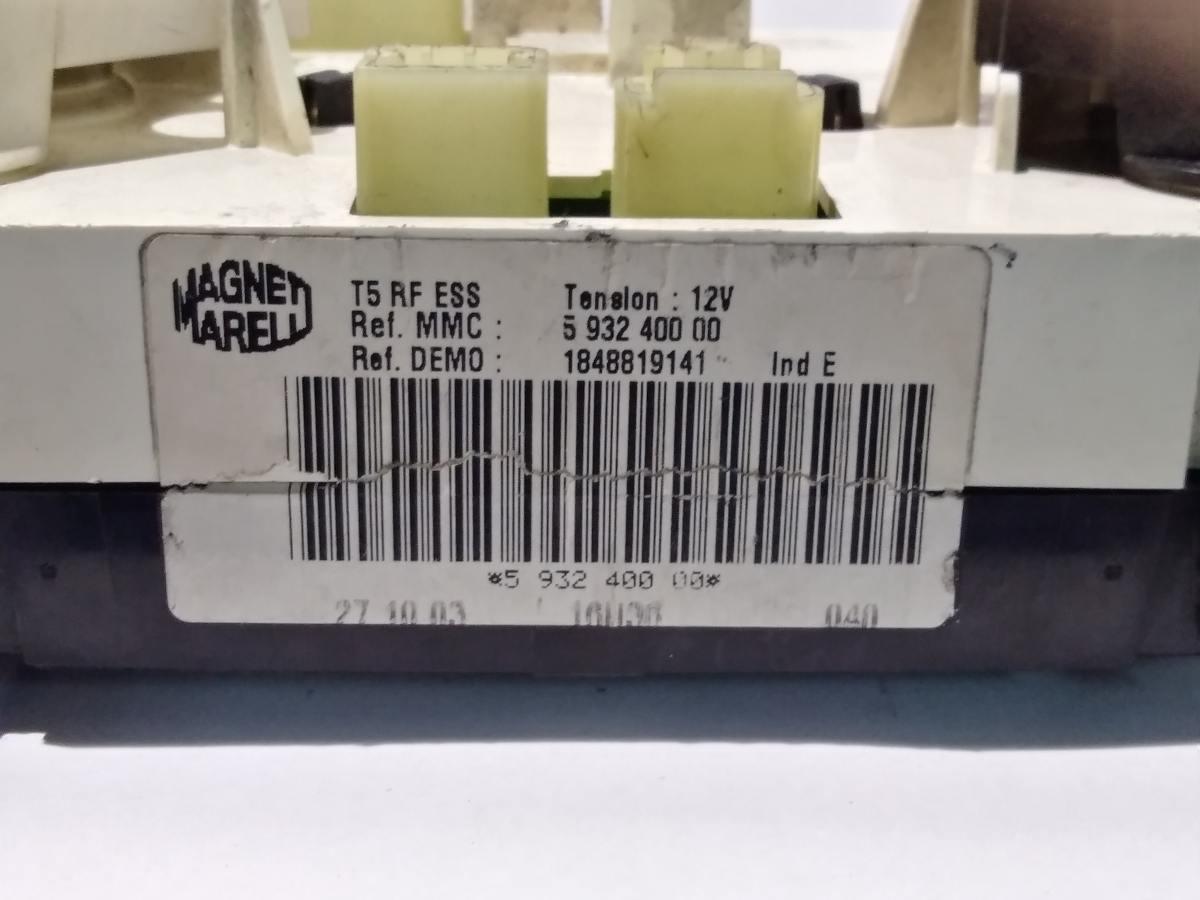 MAGNETI
MARELLI
T5 RF ESS Tension : 12V
Ref. MMC : 5 932 400 00
Ref. DEMO : 1848819141 Ind E
*5 932 400 00*
27 10 03 16H36 040